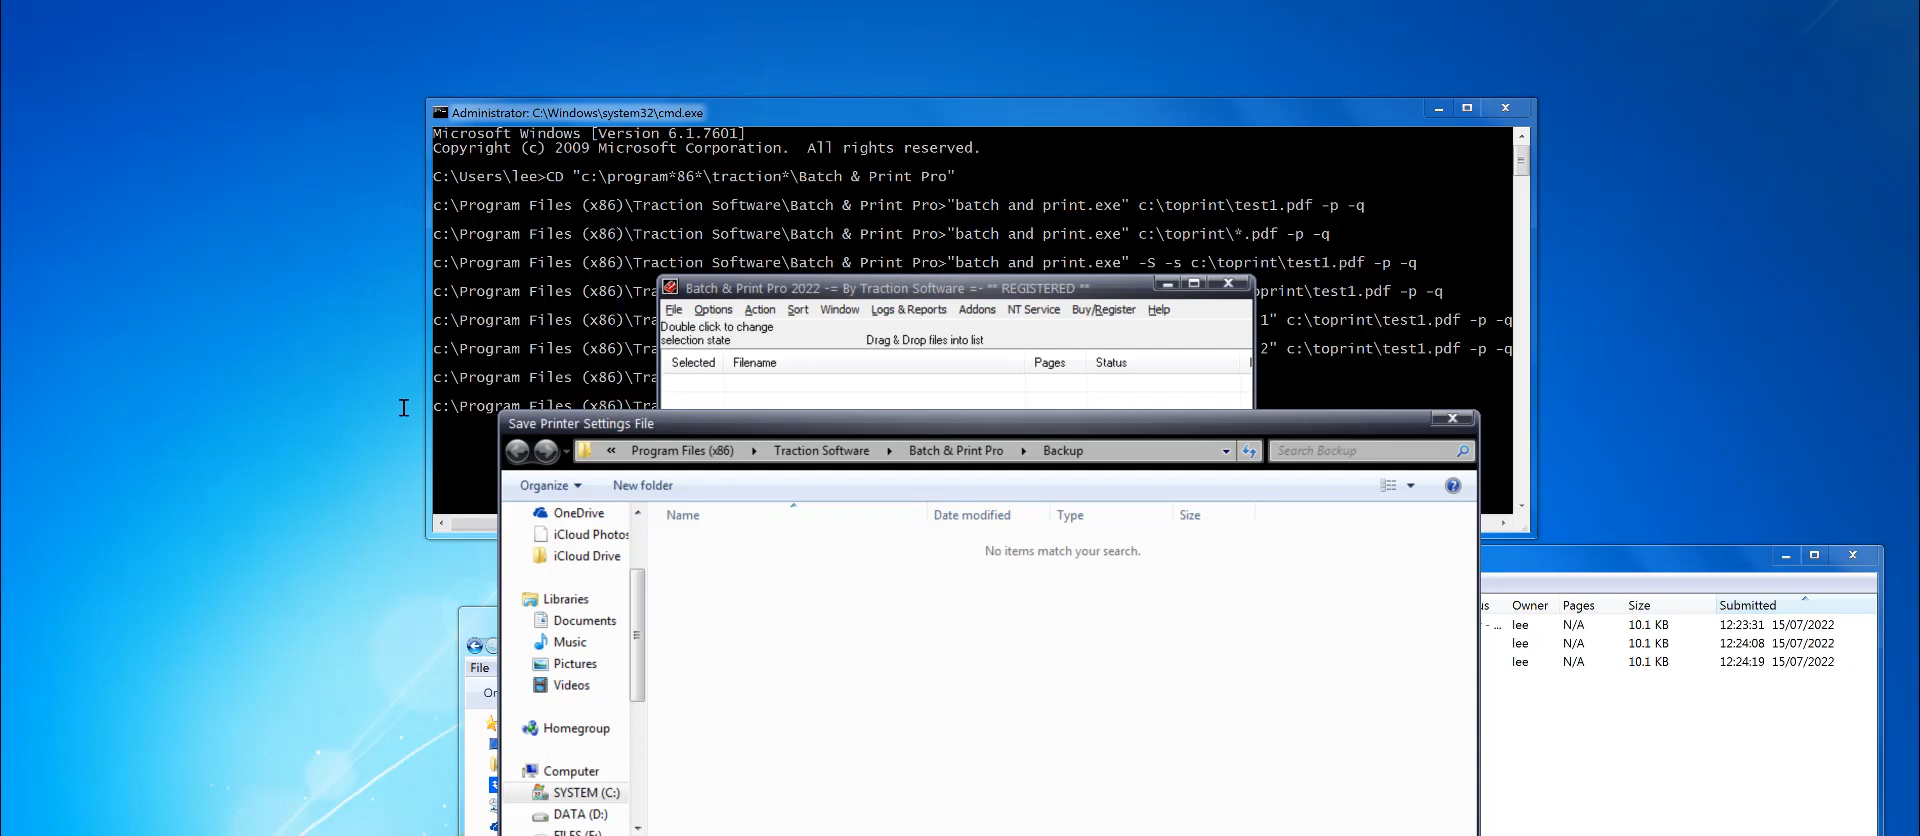 Administrator: C:\Windows\system32\cmd.exe
Microsoft Windows [Version 6.1.7601]
Copyright (c) 2009 Microsoft Corporation.  All rights reserved.
C:\Users\lee>CD "c:\program*86*\traction*\Batch & Print Pro"
c:\Program Files (x86)\Traction Software\Batch & Print Pro>"batch and print.exe" c:\toprint\test1.pdf -p -q
c:\Program Files (x86)\Traction Software\Batch & Print Pro>"batch and print.exe" c:\toprint\*.pdf -p -q
c:\Program Files (x86)\Traction Software\Batch & Print Pro>"batch and print.exe" -S -s c:\toprint\test1.pdf -p -q
c:\Program Files (x86)\Tra
print\test1.pdf -p -q
c:\Program Files (x86)\Tra
1" c:\toprint\test1.pdf -p -q
c:\Program Files (x86)\Tra
2" c:\toprint\test1.pdf -p -q
c:\Program Files (x86)\Tra
c:\Program Files (x86)\Tra
Batch & Print Pro 2022 -= By Traction Software =- ** REGISTERED **
File Options Action Sort Window Logs & Reports Addons NT Service Buy/Register Help
Double click to change
selection state
Drag & Drop files into list
Selected Filename Pages Status
Save Printer Settings File
« Program Files (x86) Traction Software Batch & Print Pro Backup
Search Backup
Organize New folder
Name Date modified Type Size
No items match your search.
OneDrive
iCloud Photos
iCloud Drive
Libraries
Documents
Music
Pictures
Videos
Homegroup
Computer
SYSTEM (C:)
DATA (D:)
File
Owner Pages Size Submitted
lee N/A 10.1 KB 12:23:31 15/07/2022
lee N/A 10.1 KB 12:24:08 15/07/2022
lee N/A 10.1 KB 12:24:19 15/07/2022